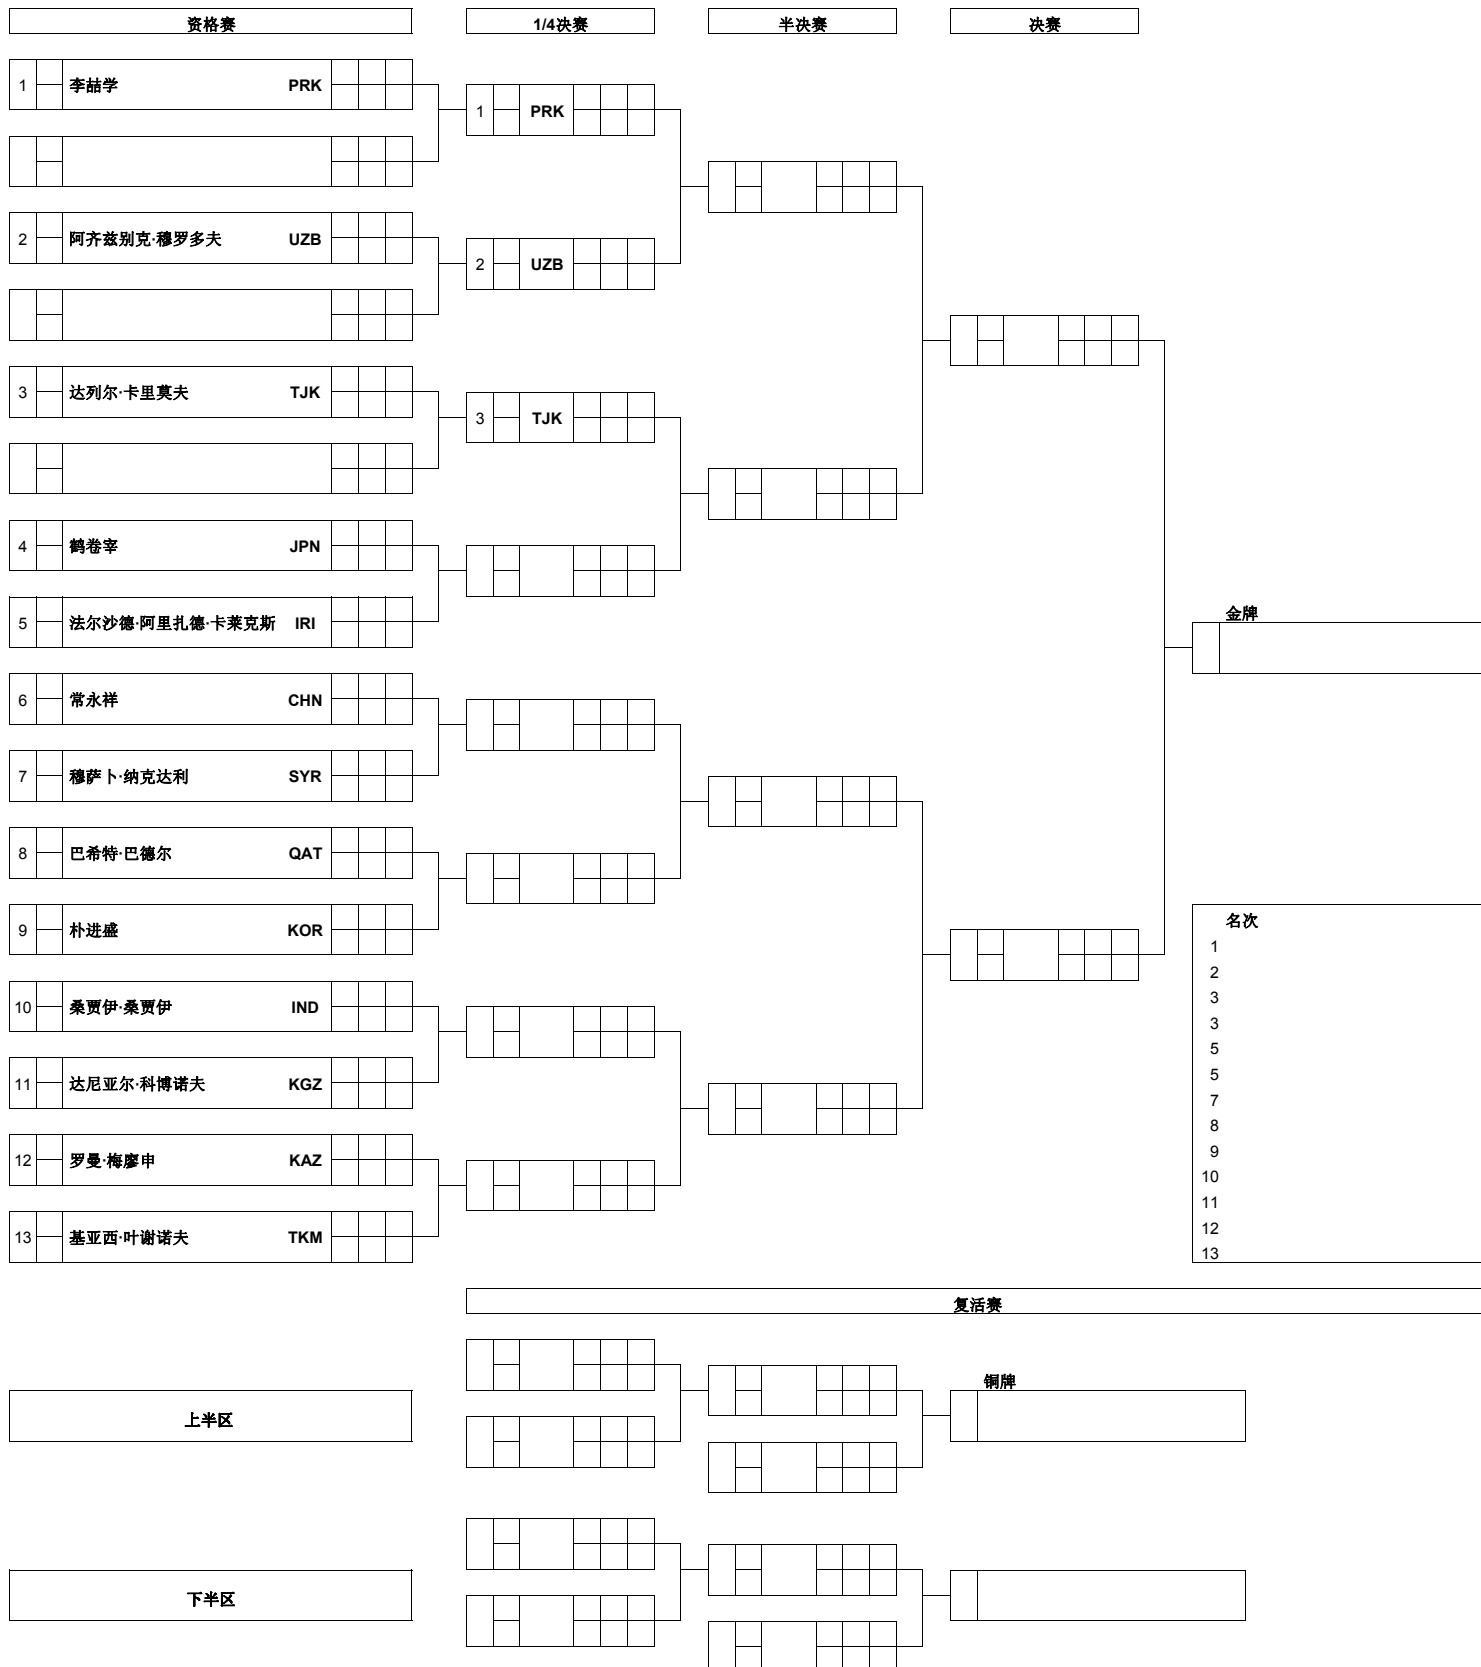 资格赛 1/4决赛 半决赛 决赛
1 李喆学 PRK
1 PRK
2 阿齐兹别克·穆罗多夫 UZB
2 UZB
3 达列尔·卡里莫夫 TJK
3 TJK
4 鹤卷宰 JPN
5 法尔沙德·阿里扎德·卡莱克斯 IRI
金牌
6 常永祥 CHN
7 穆萨卜·纳克达利 SYR
8 巴希特·巴德尔 QAT
9 朴进盛 KOR
10 桑贾伊·桑贾伊 IND
11 达尼亚尔·科博诺夫 KGZ
12 罗曼·梅廖申 KAZ
13 基亚西·叶谢诺夫 TKM
名次
1
2
3
3
5
5
7
8
9
10
11
12
13
复活赛
铜牌
上半区
下半区